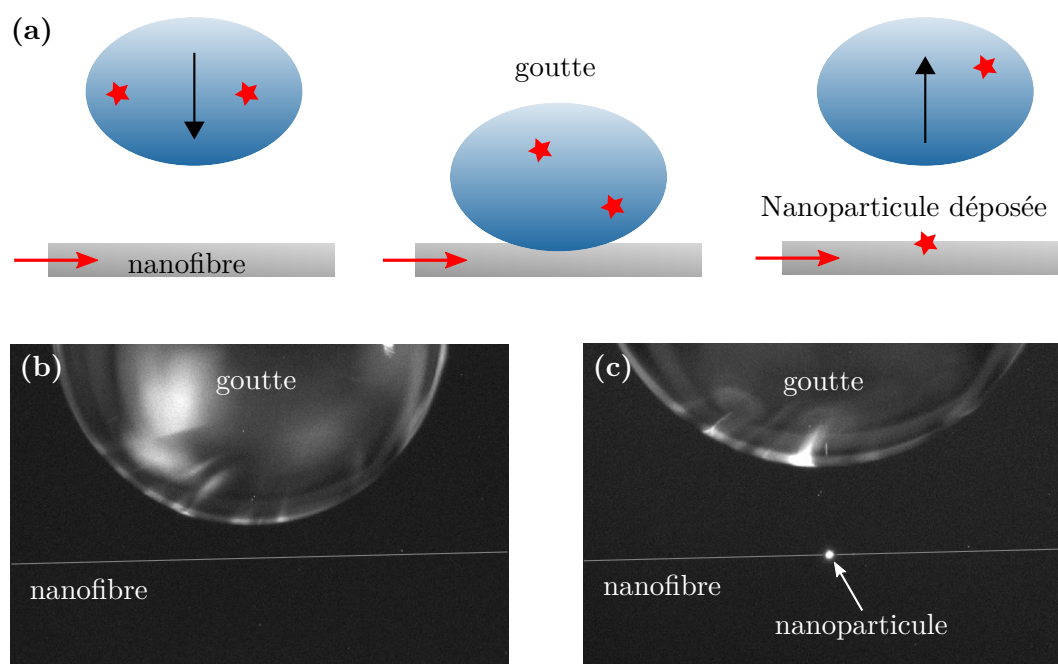 (a)
goutte
Nanoparticule déposée
nanofibre
(b)
goutte
nanofibre
(c)
goutte
nanofibre
nanoparticule